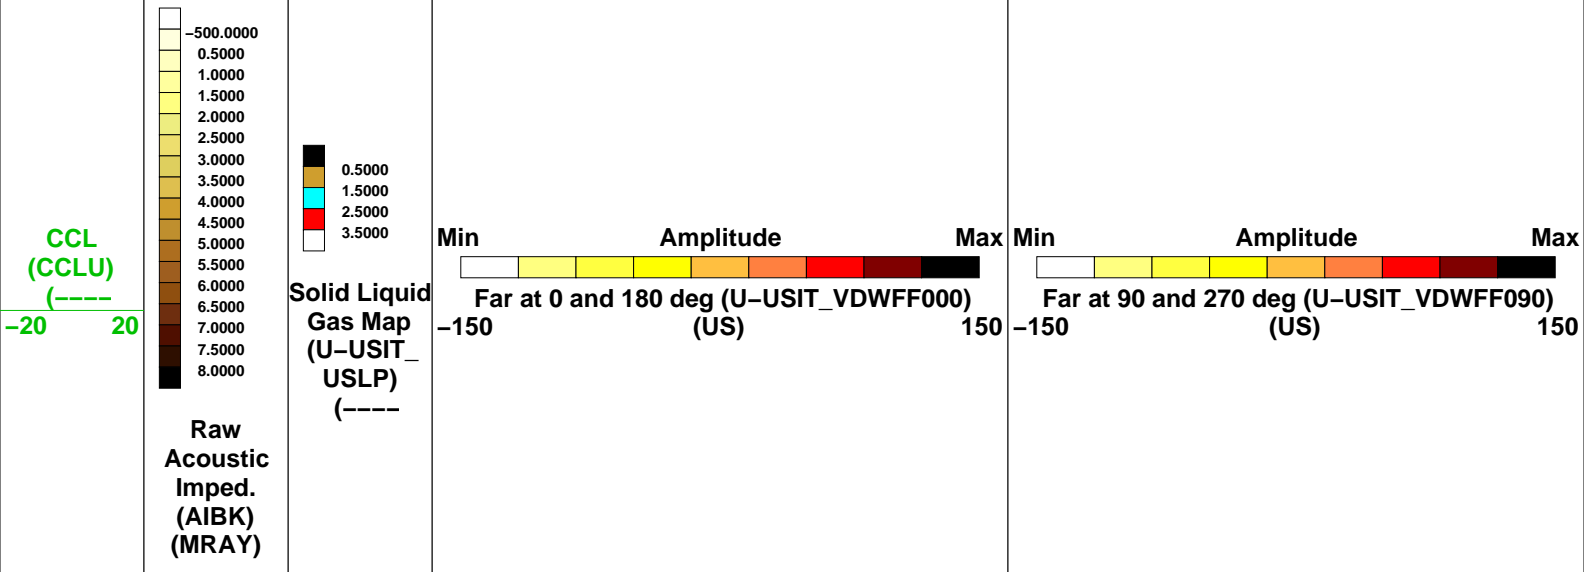 CCL
(CCLU)
(----
-20 20
-500.0000
0.5000
1.0000
1.5000
2.0000
2.5000
3.0000
3.5000
4.0000
4.5000
5.0000
5.5000
6.0000
6.5000
7.0000
7.5000
8.0000
Raw
Acoustic
Imped.
(AIBK)
(MRAY)
0.5000
1.5000
2.5000
3.5000
Solid Liquid
Gas Map
(U-USIT_
USLP)
(----
Min Amplitude Max
Far at 0 and 180 deg (U-USIT_VDWFF000)
-150 (US) 150
Min Amplitude Max
Far at 90 and 270 deg (U-USIT_VDWFF090)
-150 (US) 150